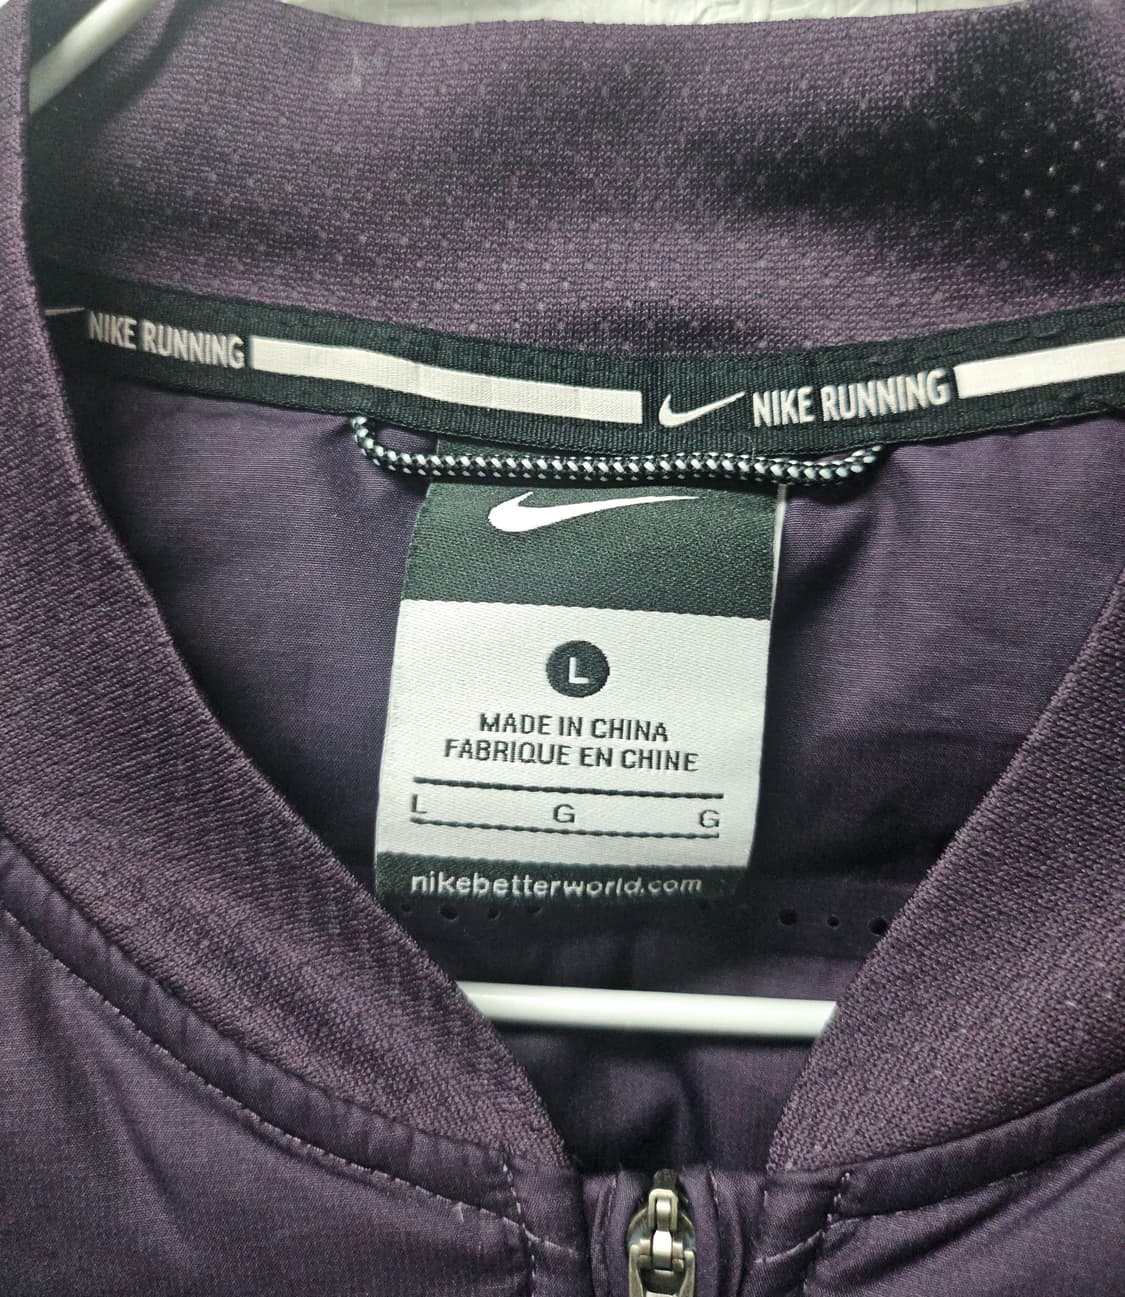 NIKE RUNNING NIKE RUNNING
L
MADE IN CHINA
FABRIQUE EN CHINE
L G G
nikebetterworld.com